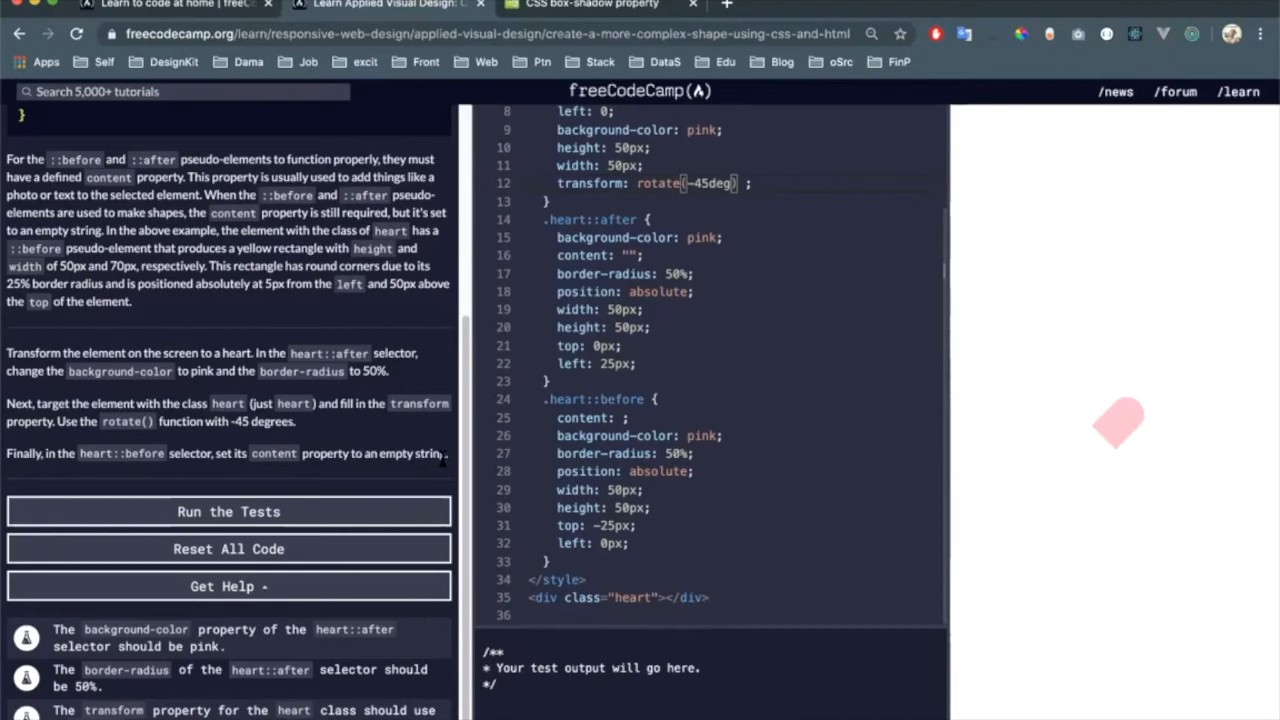 Learn to code at home | freeC
Learn Applied Visual Design: C
CSS box-shadow property
freecodecamp.org/learn/responsive-web-design/applied-visual-design/create-a-more-complex-shape-using-css-and-html
Apps Self DesignKit Dama Job excit Front Web Ptn Stack DataS Edu Blog oSrc FinP
Search 5,000+ tutorials
freeCodeCamp
/news /forum /learn
}
For the ::before and ::after pseudo-elements to function properly, they must
have a defined content property. This property is usually used to add things like a
photo or text to the selected element. When the ::before and ::after pseudo-
elements are used to make shapes, the content property is still required, but it's set
to an empty string. In the above example, the element with the class of heart has a
::before pseudo-element that produces a yellow rectangle with height and
width of 50px and 70px, respectively. This rectangle has round corners due to its
25% border radius and is positioned absolutely at 5px from the left and 50px above
the top of the element.
Transform the element on the screen to a heart. In the heart::after selector,
change the background-color to pink and the border-radius to 50%.
Next, target the element with the class heart (just heart) and fill in the transform
property. Use the rotate() function with -45 degrees.
Finally, in the heart::before selector, set its content property to an empty string.
Run the Tests
Reset All Code
Get Help
The background-color property of the heart::after
selector should be pink.
The border-radius of the heart::after selector should
be 50%.
The transform property for the heart class should use
8 left: 0;
9 background-color: pink;
10 height: 50px;
11 width: 50px;
12 transform: rotate(-45deg) ;
13 }
14 .heart::after {
15 background-color: pink;
16 content: "";
17 border-radius: 50%;
18 position: absolute;
19 width: 50px;
20 height: 50px;
21 top: 0px;
22 left: 25px;
23 }
24 .heart::before {
25 content: ;
26 background-color: pink;
27 border-radius: 50%;
28 position: absolute;
29 width: 50px;
30 height: 50px;
31 top: -25px;
32 left: 0px;
33 }
34 </style>
35 <div class="heart"></div>
36
/**
* Your test output will go here.
*/